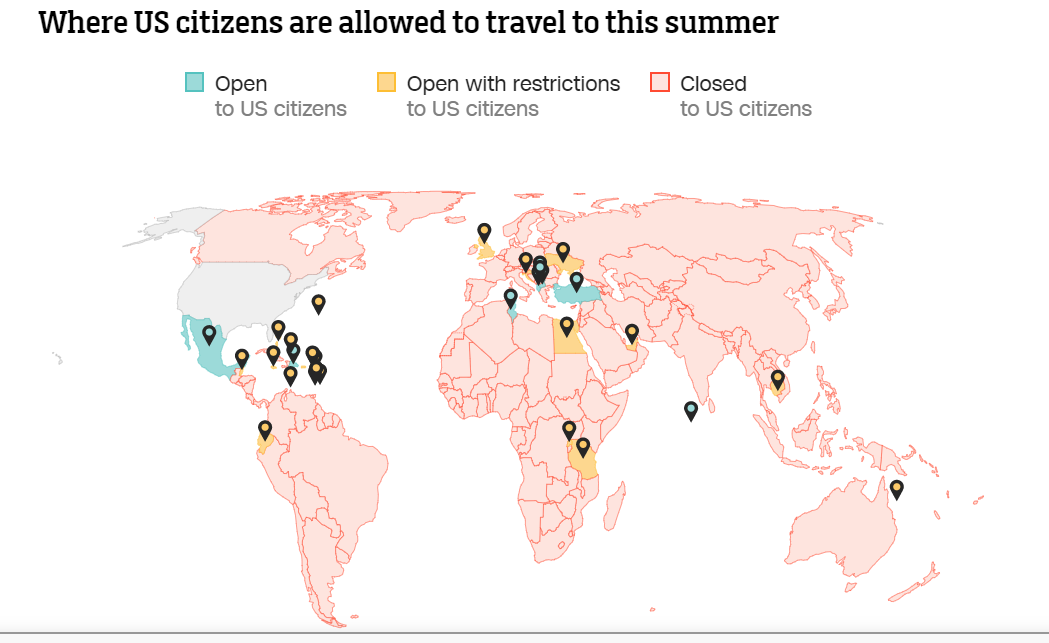 Where US citizens are allowed to travel to this summer
Open
to US citizens
Open with restrictions
to US citizens
Closed
to US citizens